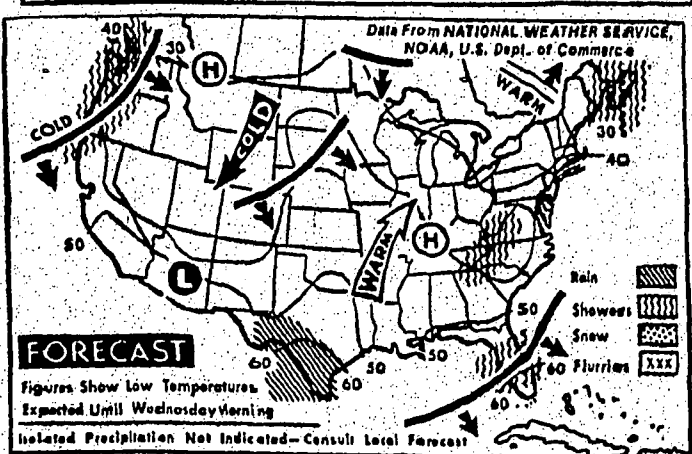 Data From NATIONAL WEATHER SERVICE,
NOAA, U.S. Dept. of Commerce
40
30
H
WARM
COLD
COLD
30
40
50
L
WARM
H
Rain
Showers
Snow
Flurries
XXX
50
60
60
50
50
60
60
FORECAST
Figures Show Low Temperatures
Expected Until Wednesday Morning
Isolated Precipitation Not Indicated—Consult Local Forecast